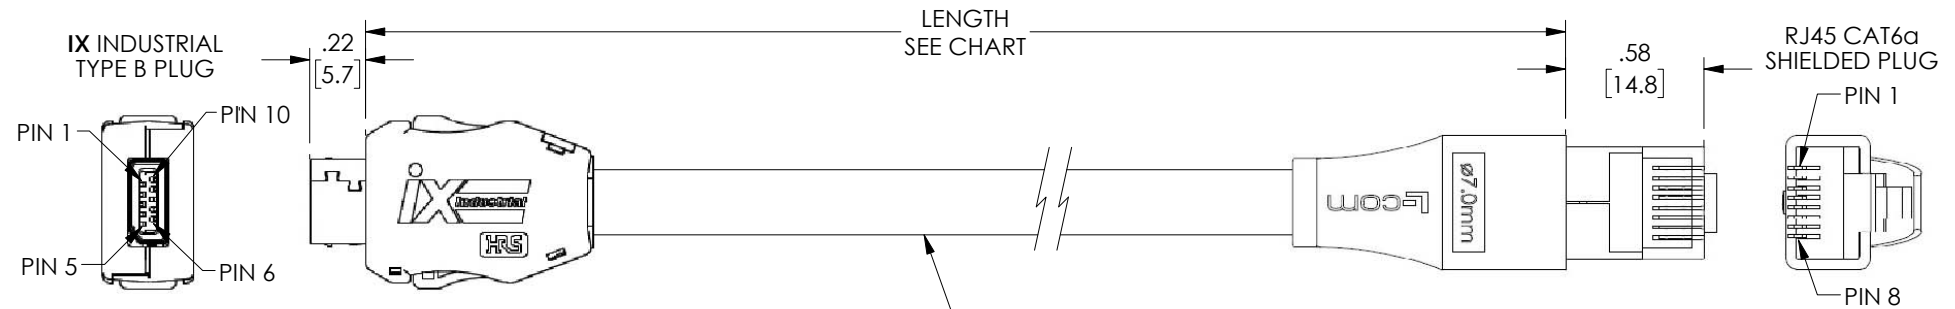 LENGTH
SEE CHART
IX INDUSTRIAL
TYPE B PLUG
.22
[5.7]
.58
[14.8]
RJ45 CAT6a
SHIELDED PLUG
PIN 1
PIN 10
PIN 5
PIN 6
iX
Industrial
HRS
L-com
ø7.0mm
PIN 1
PIN 8